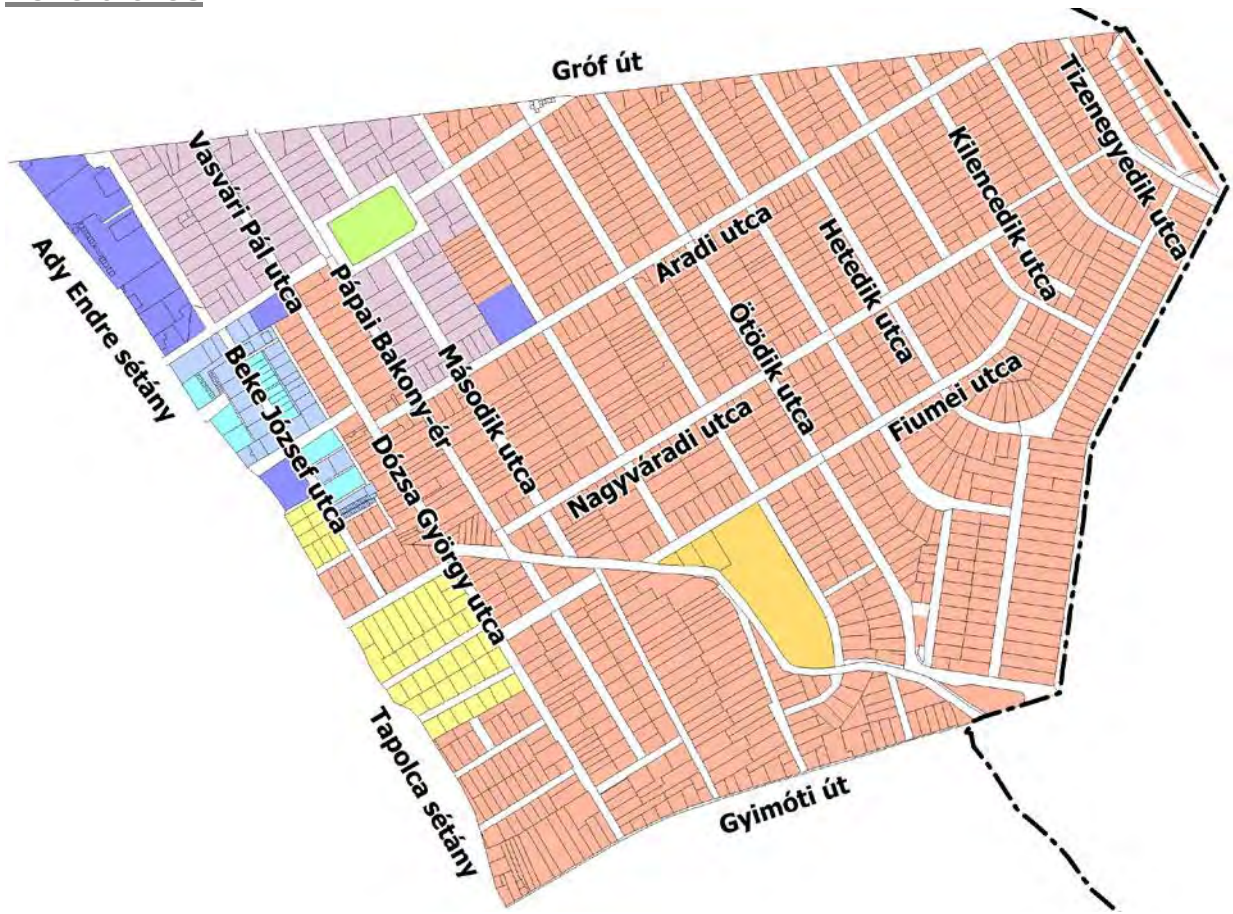 Gróf út
Tizenegyedik utca
Kilencedik utca
Vasvári Pál utca
Aradi utca
Hetedik utca
Ady Endre sétány
Pápai Bakony-ér
Ötödik utca
Második utca
Beke József utca
Fiuméi utca
Nagyváradi utca
Dózsa György utca
Tapolca sétány
Gyimóti út